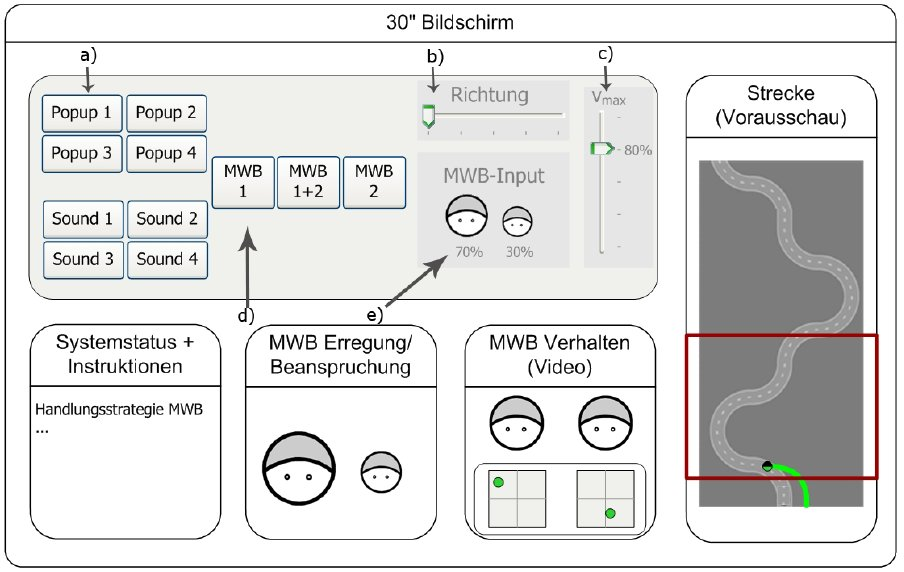 30" Bildschirm
a)
b)
c)
Popup 1
Popup 2
Popup 3
Popup 4
Sound 1
Sound 2
Sound 3
Sound 4
MWB
1
MWB
1+2
MWB
2
Richtung
MWB-Input
70%
30%
Vmax
80%
d)
e)
Strecke
(Vorausschau)
Systemstatus +
Instruktionen
Handlungsstrategie MWB
...
MWB Erregung/
Beanspruchung
MWB Verhalten
(Video)